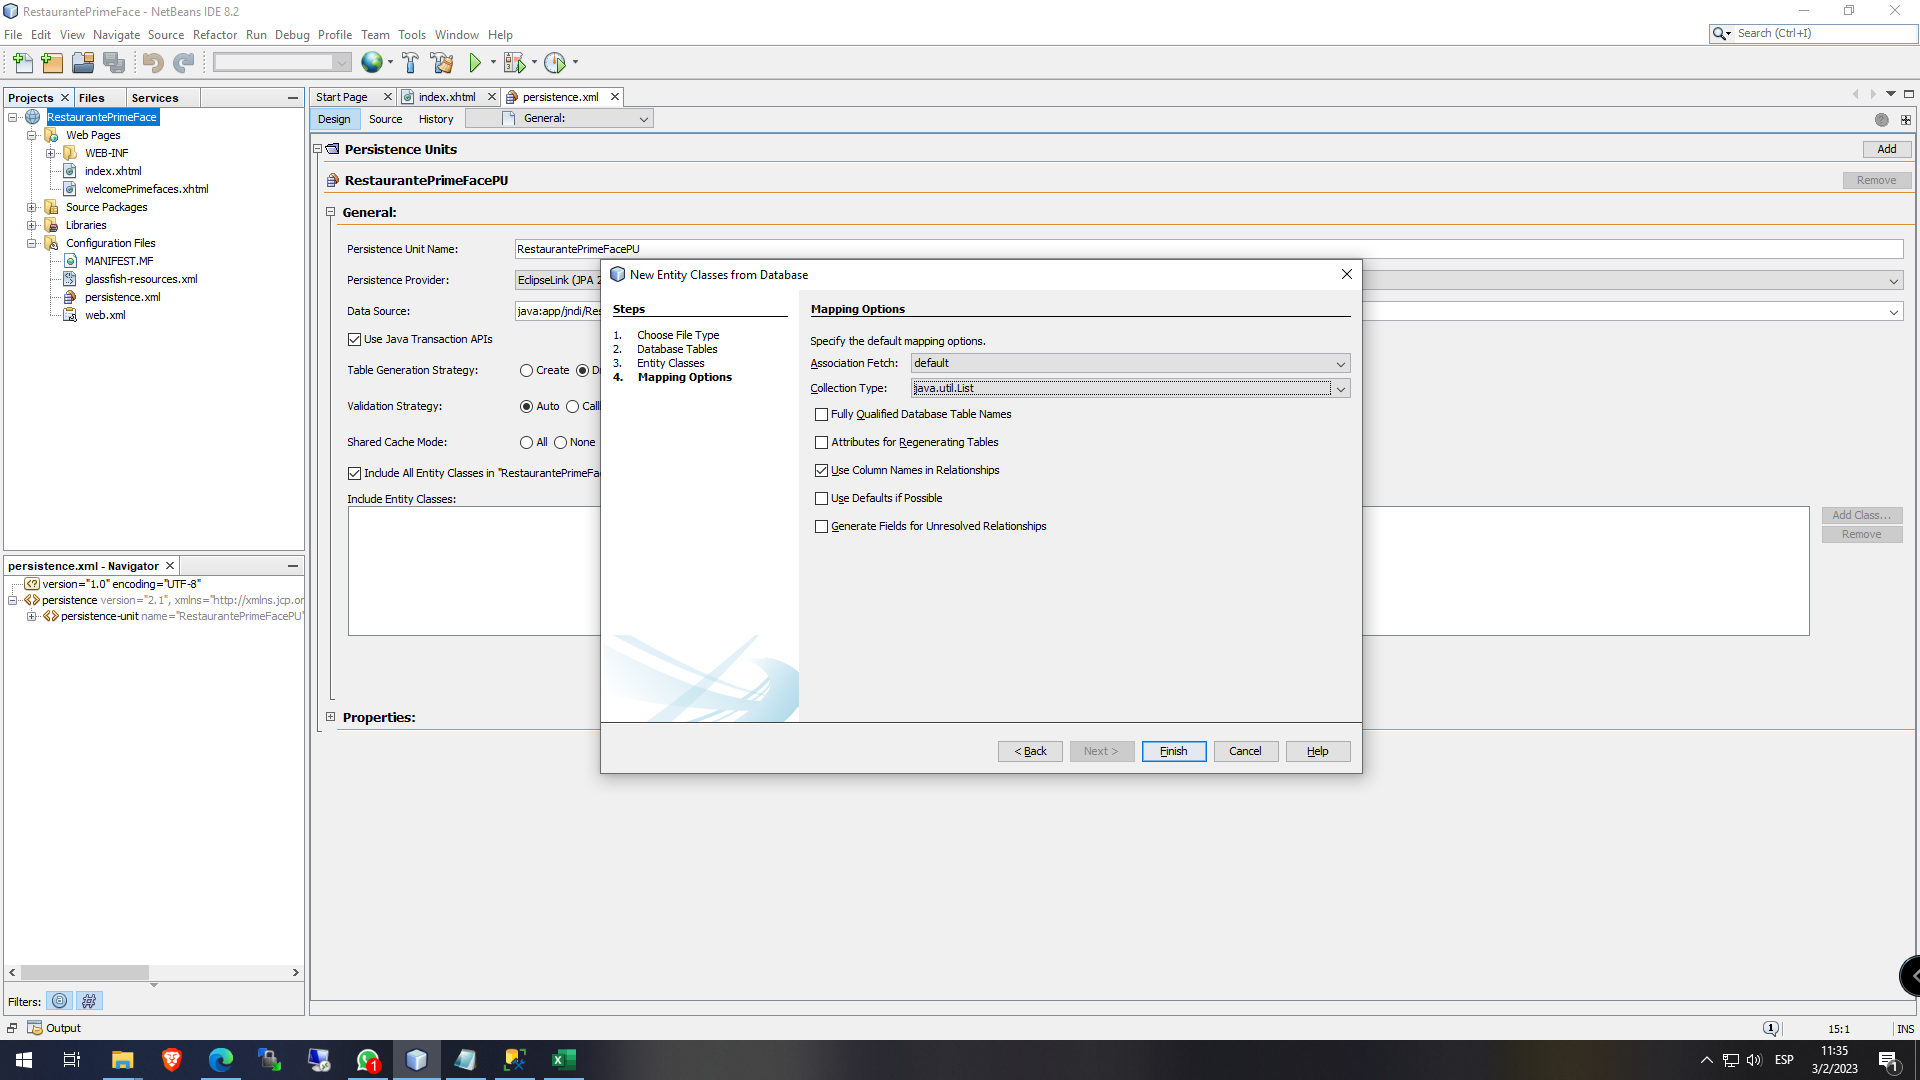 RestaurantePrimeFace - NetBeans IDE 8.2
File Edit View Navigate Source Refactor Run Debug Profile Team Tools Window Help
Search (Ctrl+I)
Projects Files Services
RestaurantePrimeFace
Web Pages
WEB-INF
index.xhtml
welcomePrimefaces.xhtml
Source Packages
Libraries
Configuration Files
MANIFEST.MF
glassfish-resources.xml
persistence.xml
web.xml
persistence.xml - Navigator
version="1.0" encoding="UTF-8"
persistence version="2.1", xmlns="http://xmlns.jcp.or
persistence-unit name="RestaurantePrimeFacePU"
Filters:
Output
Start Page index.xhtml persistence.xml
Design Source History General:
Persistence Units
Add
RestaurantePrimeFacePU
Remove
General:
Persistence Unit Name: RestaurantePrimeFacePU
Persistence Provider: EclipseLink (JPA 2
Data Source: java:app/jndi/Res
Use Java Transaction APIs
Table Generation Strategy: Create D
Validation Strategy: Auto Call
Shared Cache Mode: All None
Include All Entity Classes in "RestaurantePrimeFa
Include Entity Classes:
Add Class...
Remove
Properties:
New Entity Classes from Database
Steps
1. Choose File Type
2. Database Tables
3. Entity Classes
4. Mapping Options
Mapping Options
Specify the default mapping options.
Association Fetch: default
Collection Type: java.util.List
Fully Qualified Database Table Names
Attributes for Regenerating Tables
Use Column Names in Relationships
Use Defaults if Possible
Generate Fields for Unresolved Relationships
< Back Next > Finish Cancel Help
1 15:1 INS
1
ESP
11:35
3/2/2023
1